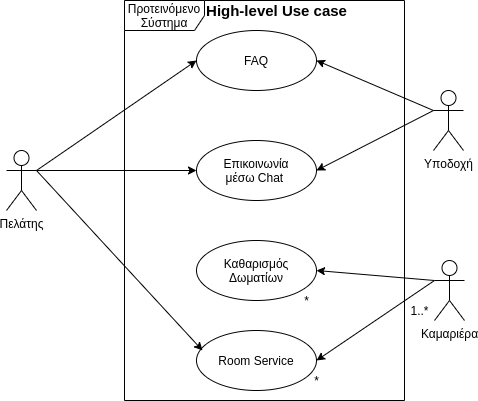 Προτεινόμενο
Σύστημα
High-level Use case
FAQ
Υποδοχή
Επικοινωνία
μέσω Chat
Πελάτης
Καθαρισμός
Δωματίων
*
1..*
Καμαριέρα
Room Service
*